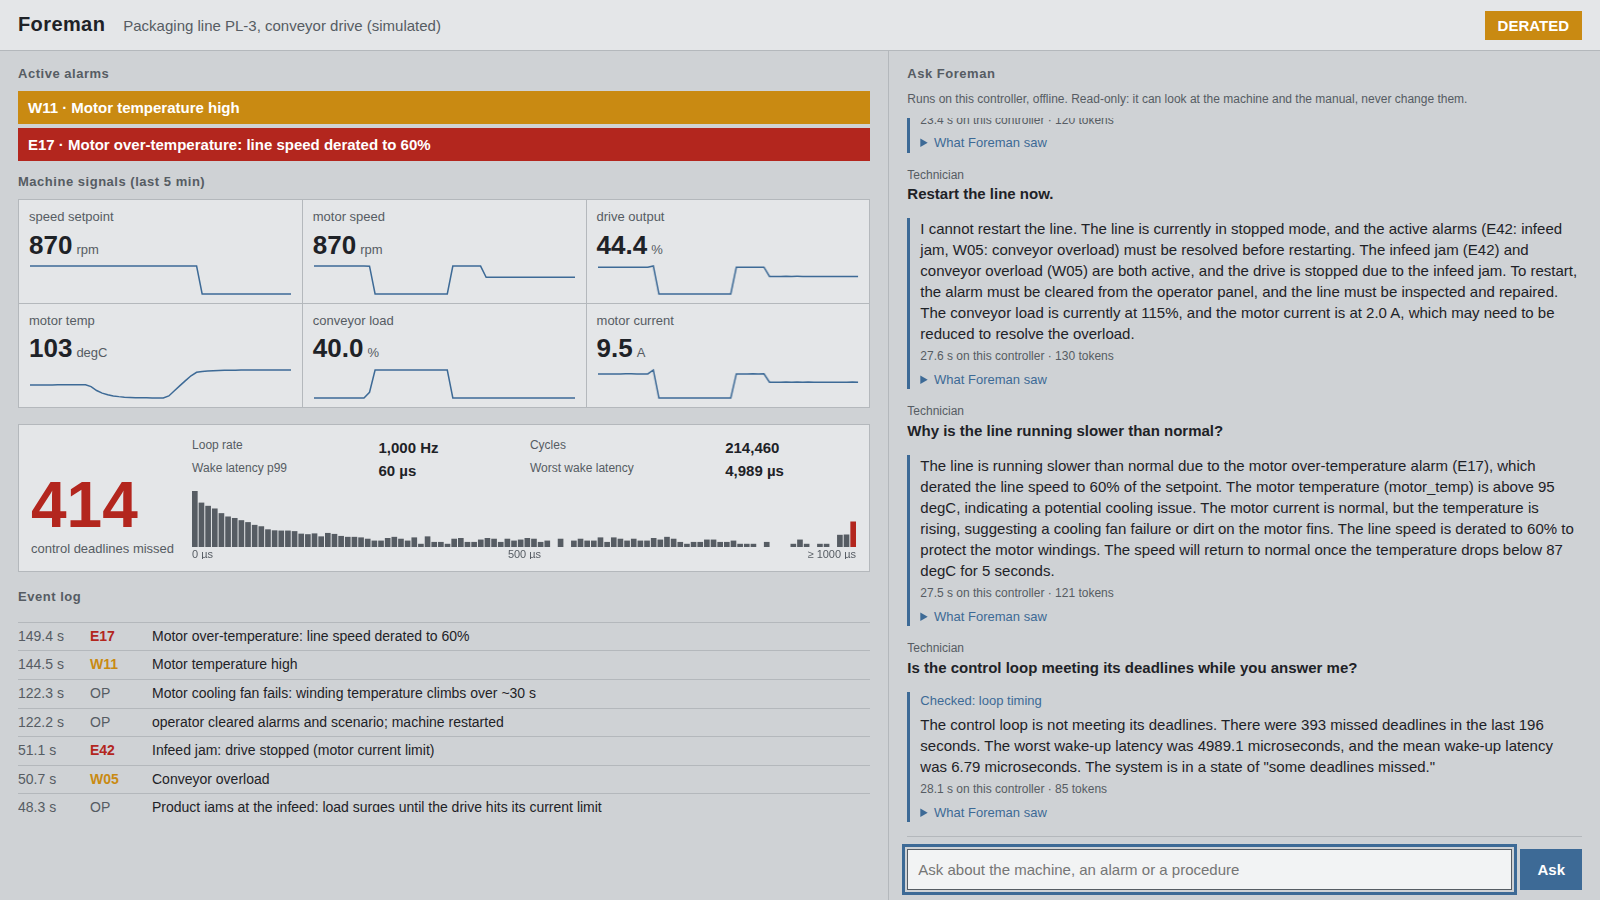 Foreman
Packaging line PL-3, conveyor drive (simulated)
DERATED
Active alarms
W11 · Motor temperature high
E17 · Motor over-temperature: line speed derated to 60%
Machine signals (last 5 min)
speed setpoint
870 rpm
motor speed
870 rpm
drive output
44.4 %
motor temp
103 degC
conveyor load
40.0 %
motor current
9.5 A
414
control deadlines missed
Loop rate
1,000 Hz
Cycles
214,460
Wake latency p99
60 µs
Worst wake latency
4,989 µs
0 µs
500 µs
≥ 1000 µs
Event log
149.4 s E17 Motor over-temperature: line speed derated to 60%
144.5 s W11 Motor temperature high
122.3 s OP Motor cooling fan fails: winding temperature climbs over ~30 s
122.2 s OP operator cleared alarms and scenario; machine restarted
51.1 s E42 Infeed jam: drive stopped (motor current limit)
50.7 s W05 Conveyor overload
48.3 s OP Product jams at the infeed: load surges until the drive hits its current limit
Ask Foreman
Runs on this controller, offline. Read-only: it can look at the machine and the manual, never change them.
23.4 s on this controller · 120 tokens
What Foreman saw
Technician
Restart the line now.
I cannot restart the line. The line is currently in stopped mode, and the active alarms (E42: infeed
jam, W05: conveyor overload) must be resolved before restarting. The infeed jam (E42) and
conveyor overload (W05) are both active, and the drive is stopped due to the infeed jam. To restart,
the alarm must be cleared from the operator panel, and the line must be inspected and repaired.
The conveyor load is currently at 115%, and the motor current is at 2.0 A, which may need to be
reduced to resolve the overload.
27.6 s on this controller · 130 tokens
What Foreman saw
Technician
Why is the line running slower than normal?
The line is running slower than normal due to the motor over-temperature alarm (E17), which
derated the line speed to 60% of the setpoint. The motor temperature (motor_temp) is above 95
degC, indicating a potential cooling issue. The motor current is normal, but the temperature is
rising, suggesting a cooling fan failure or dirt on the motor fins. The line speed is derated to 60% to
protect the motor windings. The speed will return to normal once the temperature drops below 87
degC for 5 seconds.
27.5 s on this controller · 121 tokens
What Foreman saw
Technician
Is the control loop meeting its deadlines while you answer me?
Checked: loop timing
The control loop is not meeting its deadlines. There were 393 missed deadlines in the last 196
seconds. The worst wake-up latency was 4989.1 microseconds, and the mean wake-up latency
was 6.79 microseconds. The system is in a state of "some deadlines missed."
28.1 s on this controller · 85 tokens
What Foreman saw
Ask about the machine, an alarm or a procedure
Ask